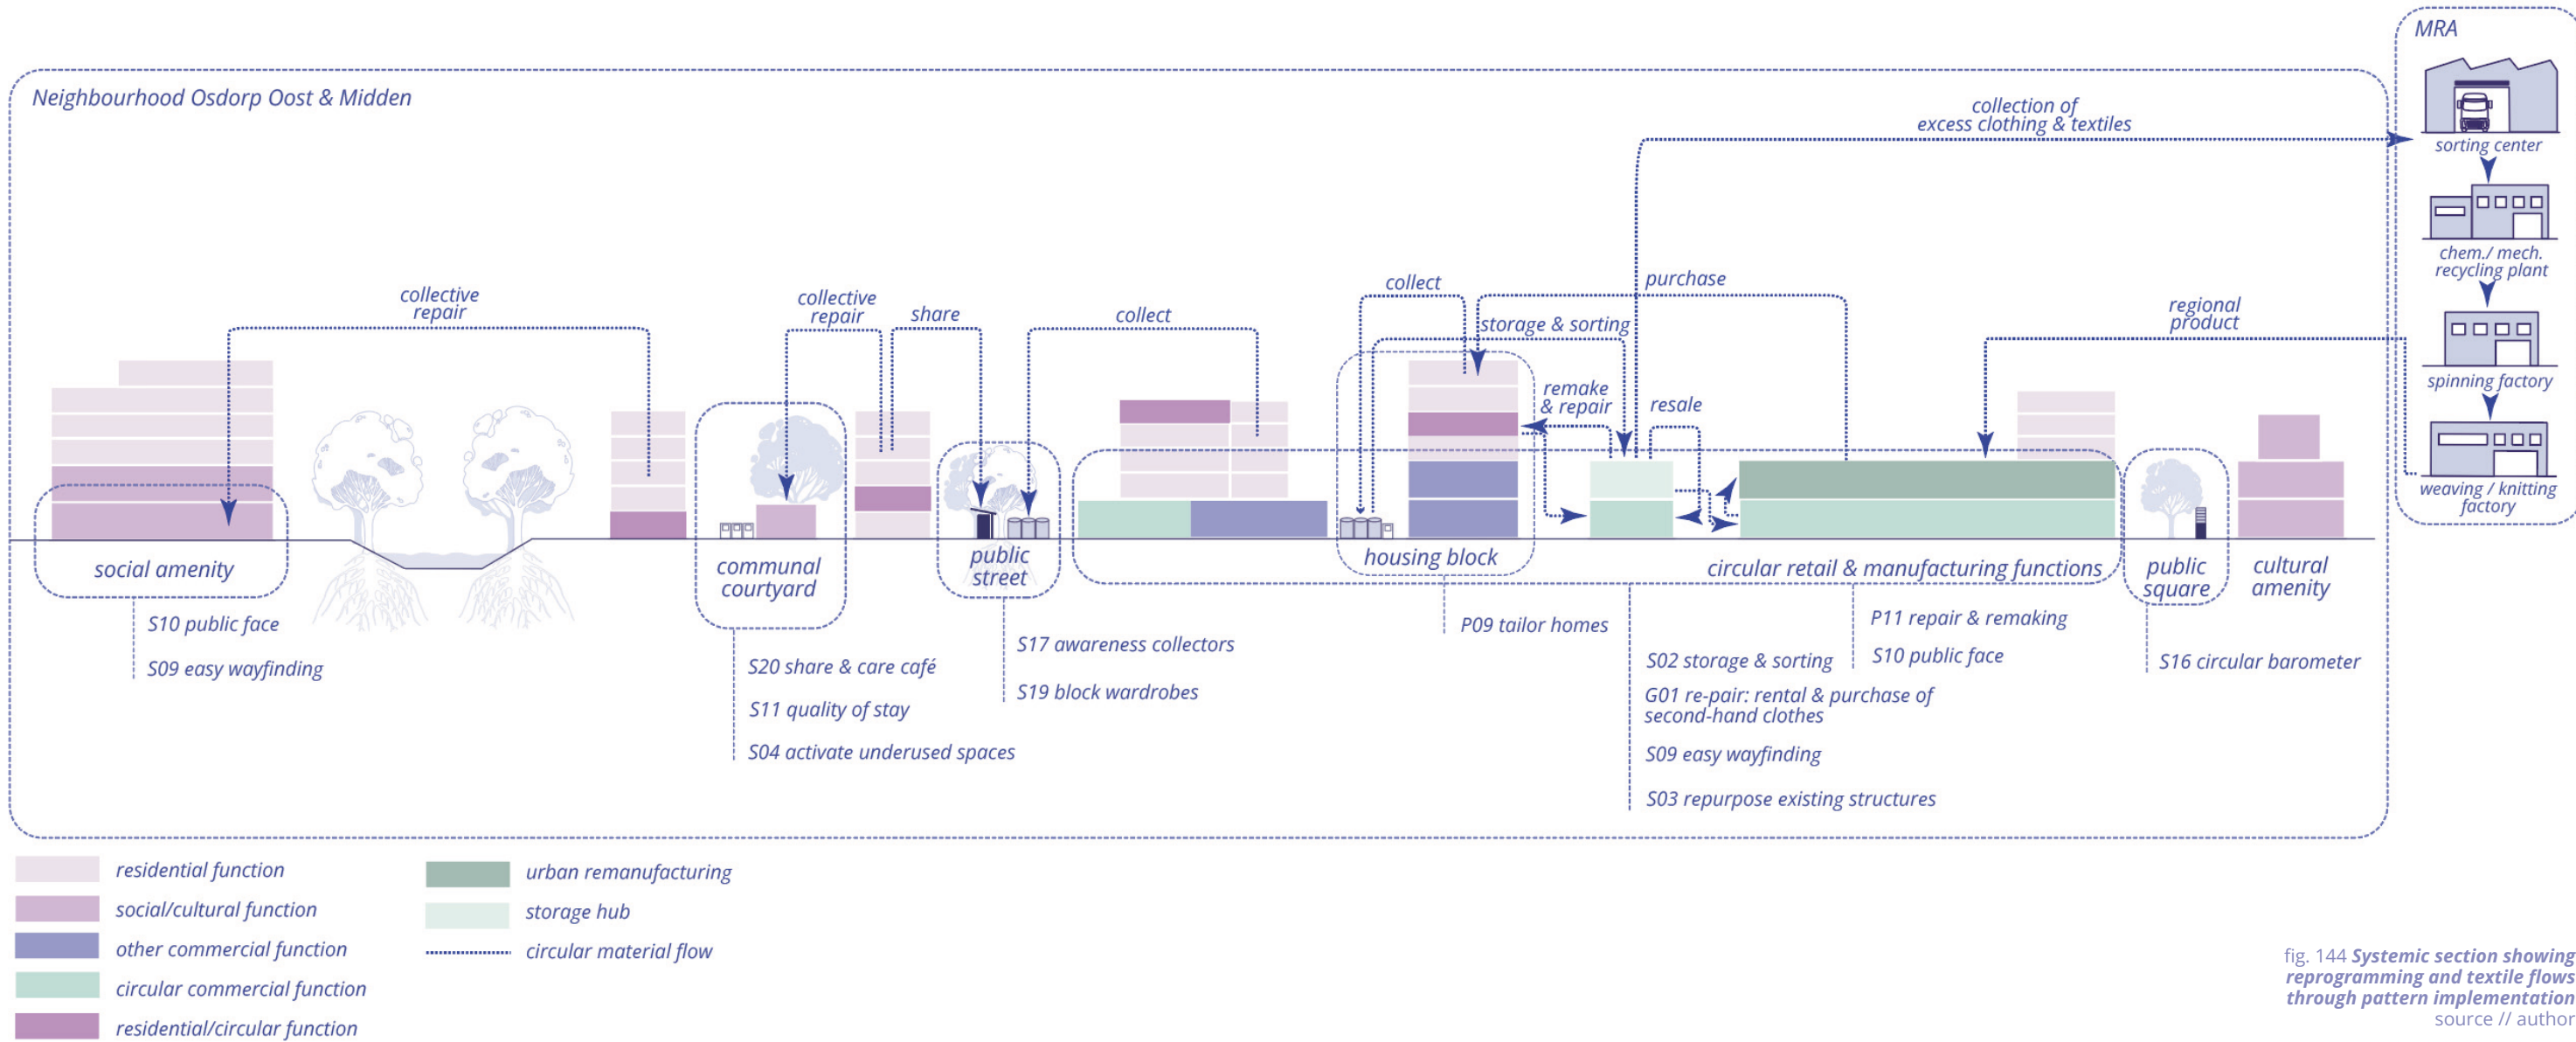 MRA
Neighbourhood Osdorp Oost & Midden
collection of
excess clothing & textiles
sorting center
chem./ mech.
recycling plant
spinning factory
weaving / knitting
factory
collective
repair
collective
repair
share
collect
collect
purchase
storage & sorting
remake
& repair
resale
regional
product
social amenity
communal
courtyard
public
street
housing block
circular retail & manufacturing functions
public
square
cultural
amenity
S10 public face
S09 easy wayfinding
S20 share & care café
S11 quality of stay
S04 activate underused spaces
S17 awareness collectors
S19 block wardrobes
P09 tailor homes
S02 storage & sorting
G01 re-pair: rental & purchase of
second-hand clothes
S09 easy wayfinding
S03 repurpose existing structures
P11 repair & remaking
S10 public face
S16 circular barometer
residential function
social/cultural function
other commercial function
circular commercial function
residential/circular function
urban remanufacturing
storage hub
circular material flow
fig. 144 Systemic section showing
reprogramming and textile flows
through pattern implementation
source // author